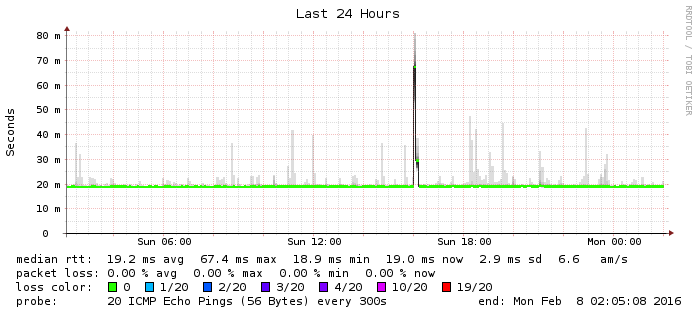 Last 24 Hours
RRDTOOL / TOBI OETIKER
Seconds
80 m
70 m
60 m
50 m
40 m
30 m
20 m
10 m
0
Sun 06:00 Sun 12:00 Sun 18:00 Mon 00:00
median rtt: 19.2 ms avg 67.4 ms max 18.9 ms min 19.0 ms now 2.9 ms sd 6.6 am/s
packet loss: 0.00 % avg 0.00 % max 0.00 % min 0.00 % now
loss color: 0 1/20 2/20 3/20 4/20 10/20 19/20
probe: 20 ICMP Echo Pings (56 Bytes) every 300s end: Mon Feb 8 02:05:08 2016